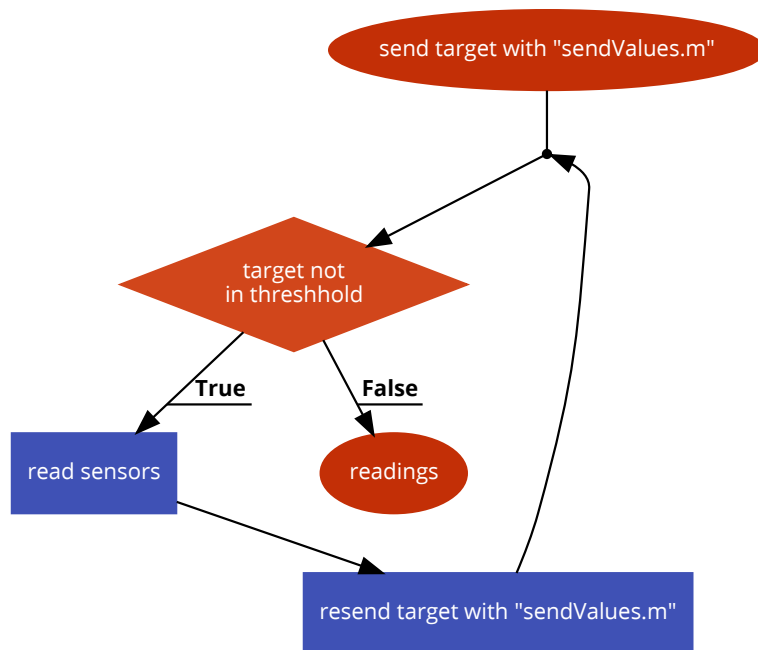 send target with "sendValues.m"
target not
in threshhold
True
False
read sensors
readings
resend target with "sendValues.m"